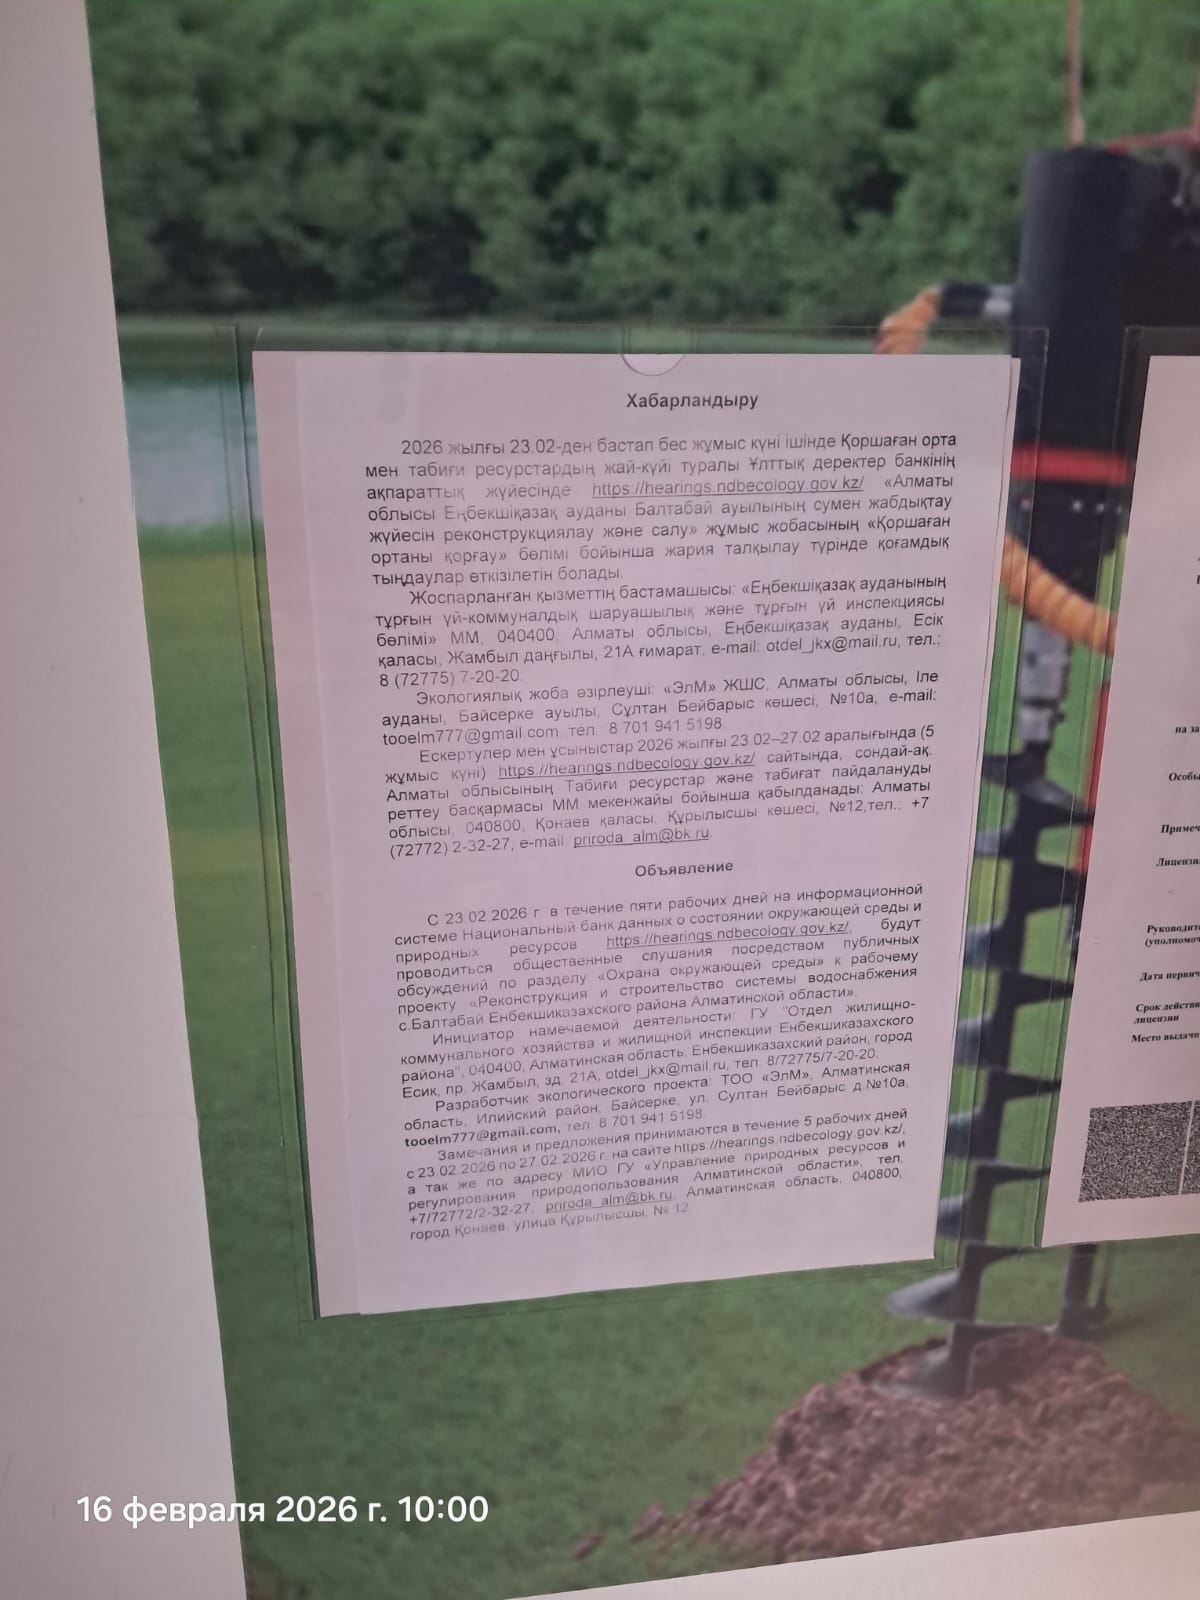 Хабарландыру
2026 жылғы 23.02-ден бастап бес жұмыс күні ішінде Қоршаған орта
мен табиғи ресурстардың жай-күйі туралы Ұлттық деректер банкінің
ақпараттық жүйесінде https://hearings.ndbecology.gov.kz/ «Алматы
облысы Еңбекшіқазақ ауданы Балтабай ауылының сумен жабдықтау
жүйесін реконструкциялау және салу» жұмыс жобасының «Қоршаған
ортаны қорғау» бөлімі бойынша жария талқылау түрінде қоғамдық
тыңдаулар өткізілетін болады.
Жоспарланған қызметтің бастамашысы: «Еңбекшіқазақ ауданының
тұрғын үй-коммуналдық шаруашылық және тұрғын үй инспекциясы
бөлімі» ММ, 040400, Алматы облысы, Еңбекшіқазақ ауданы, Есік
қаласы, Жамбыл даңғылы, 21А ғимарат, e-mail: otdel_jkx@mail.ru, тел.:
8 (72775) 7-20-20.
Экологиялық жоба әзірлеуші: «ЭлМ» ЖШС, Алматы облысы, Іле
ауданы, Байсерке ауылы, Сұлтан Бейбарыс көшесі, №10а, e-mail:
tooelm777@gmail.com, тел. 8 701 941 5198.
Ескертулер мен ұсыныстар 2026 жылғы 23.02–27.02 аралығында (5
жұмыс күні) https://hearings.ndbecology.gov.kz/ сайтында, сондай-ақ
Алматы облысының Табиғи ресурстар және табиғат пайдалануды
реттеу басқармасы ММ мекенжайы бойынша қабылданады: Алматы
облысы, 040800, Қонаев қаласы, Құрылысшы көшесі, №12,тел.: +7
(72772) 2-32-27, e-mail: priroda_alm@bk.ru.
Объявление
С 23.02.2026 г. в течение пяти рабочих дней на информационной
системе Национальный банк данных о состоянии окружающей среды и
природных ресурсов https://hearings.ndbecology.gov.kz/, будут
проводиться общественные слушания посредством публичных
обсуждений по разделу «Охрана окружающей среды» к рабочему
проекту «Реконструкция и строительство системы водоснабжения
с.Балтабай Енбекшиказахского района Алматинской области».
Инициатор намечаемой деятельности: ГУ "Отдел жилищно-
коммунального хозяйства и жилищной инспекции Енбекшиказахского
района", 040400, Алматинская область, Енбекшиказахский район, город
Есик, пр. Жамбыл, зд. 21А, otdel_jkx@mail.ru, тел. 8/72775/7-20-20.
Разработчик экологического проекта: ТОО «ЭлМ», Алматинская
область, Илийский район, Байсерке, ул. Султан Бейбарыс д.№10а,
tooelm777@gmail.com, тел. 8 701 941 5198.
Замечания и предложения принимаются в течение 5 рабочих дней
с 23.02.2026 по 27.02.2026 г. на сайте https://hearings.ndbecology.gov.kz/,
а так же по адресу МИО ГУ «Управление природных ресурсов и
регулирования природопользования Алматинской области», тел.
+7/72772/2-32-27, priroda_alm@bk.ru, Алматинская область, 040800,
город Қонаев, улица Құрылысшы, № 12
на за
Особы
Примеч
Лицензи
Руководите
(уполномоч
Дата первич
Срок действи
лицензии
Место выдачи
16 февраля 2026 г. 10:00